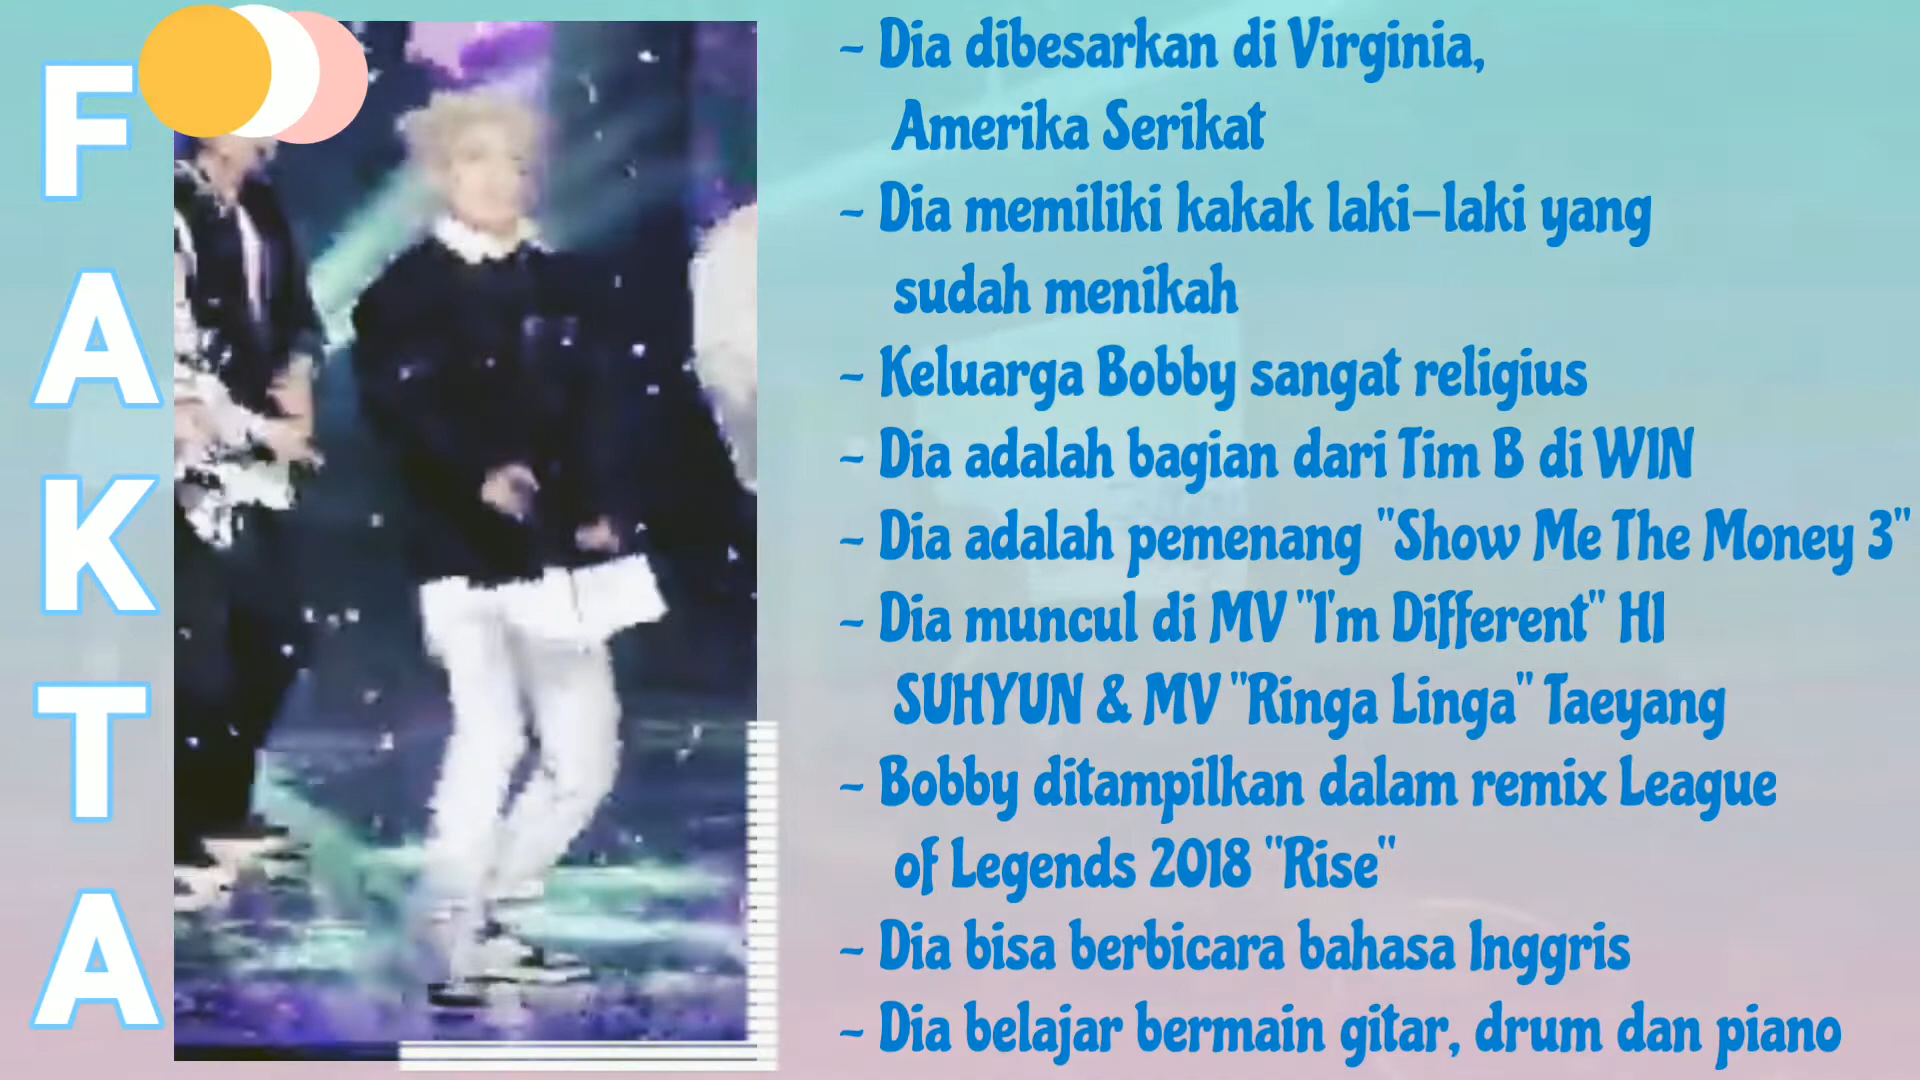 FAKTA
- Dia dibesarkan di Virginia,
Amerika Serikat
- Dia memiliki kakak laki-laki yang
sudah menikah
- Keluarga Bobby sangat religius
- Dia adalah bagian dari Tim B di WIN
- Dia adalah pemenang "Show Me The Money 3"
- Dia muncul di MV "I'm Different" HI
SUHYUN & MV "Ringa Linga" Taeyang
- Bobby ditampilkan dalam remix League
of Legends 2018 "Rise"
- Dia bisa berbicara bahasa Inggris
- Dia belajar bermain gitar, drum dan piano